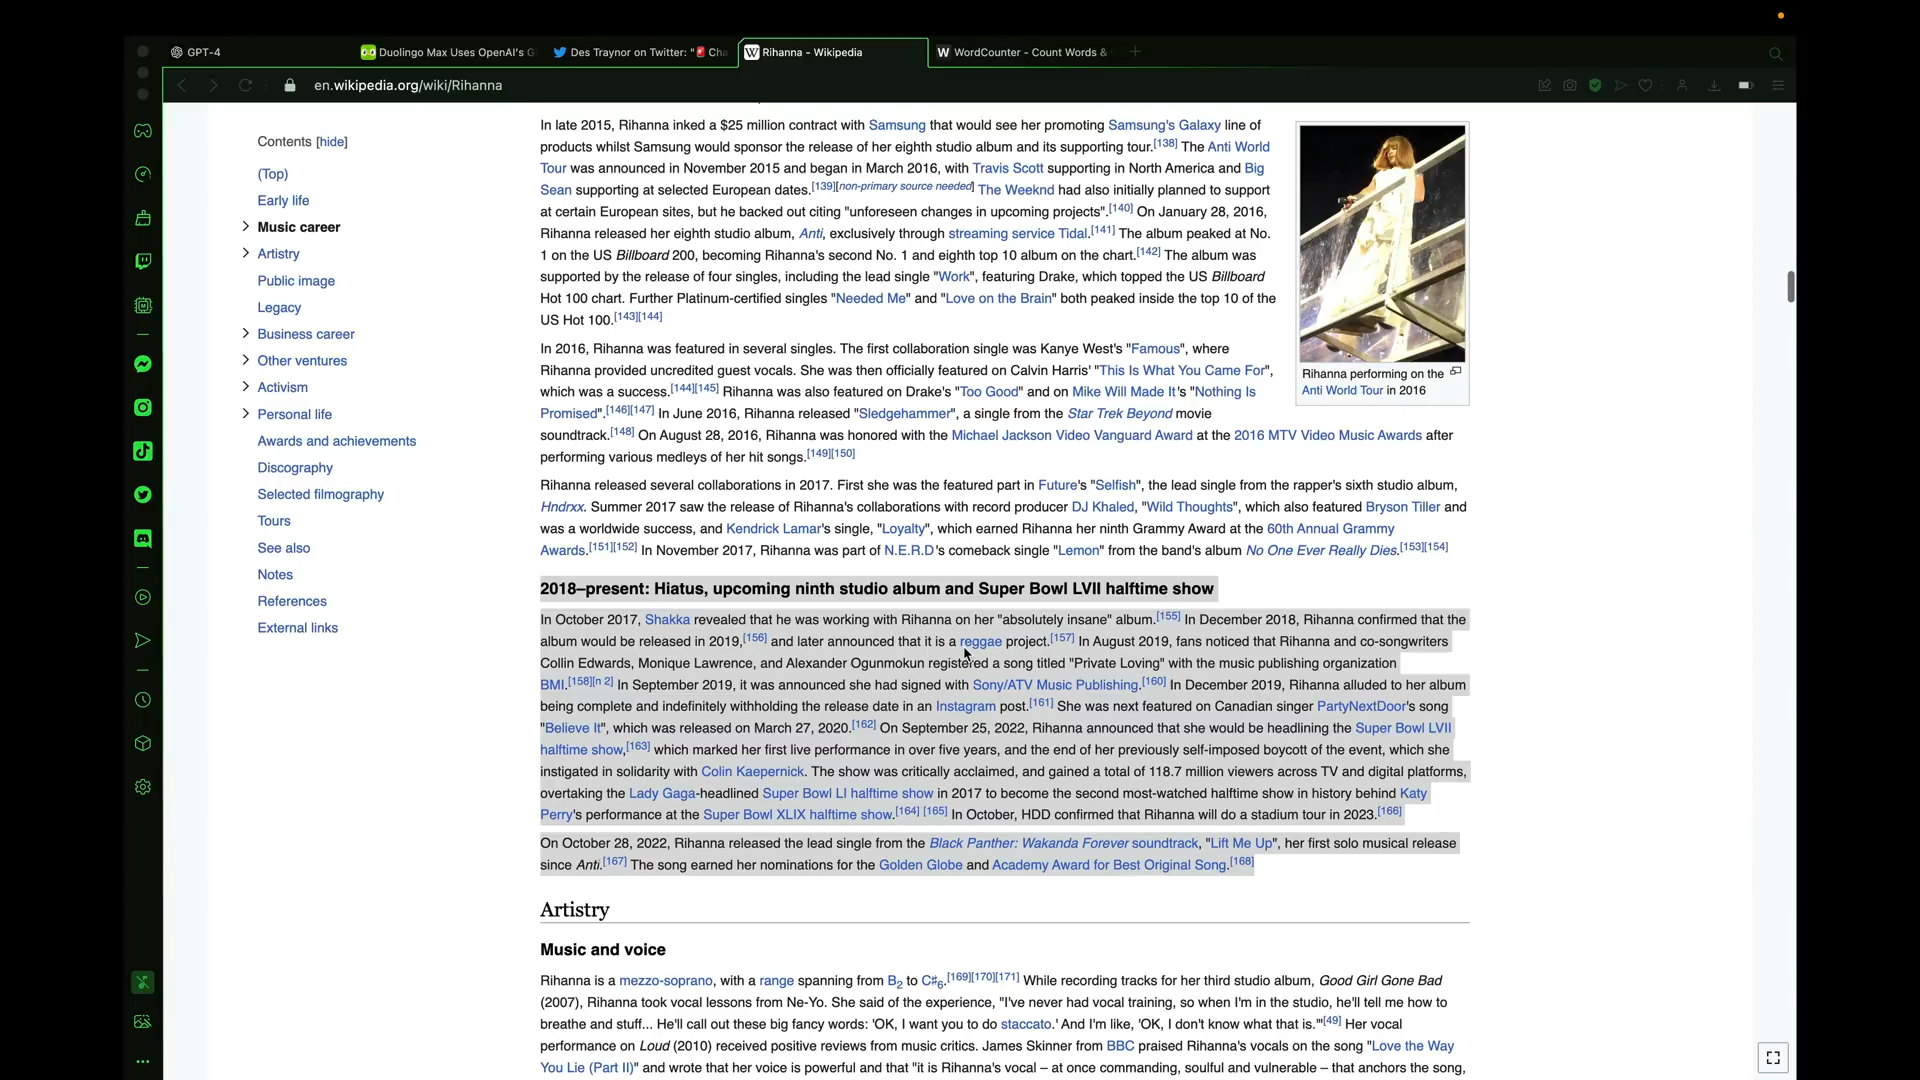 GPT-4
Duolingo Max Uses OpenAI's G
Des Traynor on Twitter: "🚨 Cha
Rihanna - Wikipedia
WordCounter - Count Words &
en.wikipedia.org/wiki/Rihanna
Contents [hide]
(Top)
Early life
Music career
Artistry
Public image
Legacy
Business career
Other ventures
Activism
Personal life
Awards and achievements
Discography
Selected filmography
Tours
See also
Notes
References
External links
In late 2015, Rihanna inked a $25 million contract with Samsung that would see her promoting Samsung's Galaxy line of
products whilst Samsung would sponsor the release of her eighth studio album and its supporting tour.[138] The Anti World
Tour was announced in November 2015 and began in March 2016, with Travis Scott supporting in North America and Big
Sean supporting at selected European dates.[139][non-primary source needed] The Weeknd had also initially planned to support
at certain European sites, but he backed out citing "unforeseen changes in upcoming projects".[140] On January 28, 2016,
Rihanna released her eighth studio album, Anti, exclusively through streaming service Tidal.[141] The album peaked at No.
1 on the US Billboard 200, becoming Rihanna's second No. 1 and eighth top 10 album on the chart.[142] The album was
supported by the release of four singles, including the lead single "Work", featuring Drake, which topped the US Billboard
Hot 100 chart. Further Platinum-certified singles "Needed Me" and "Love on the Brain" both peaked inside the top 10 of the
US Hot 100.[143][144]
Rihanna performing on the
Anti World Tour in 2016
In 2016, Rihanna was featured in several singles. The first collaboration single was Kanye West's "Famous", where
Rihanna provided uncredited guest vocals. She was then officially featured on Calvin Harris' "This Is What You Came For",
which was a success.[144][145] Rihanna was also featured on Drake's "Too Good" and on Mike Will Made It's "Nothing Is
Promised".[146][147] In June 2016, Rihanna released "Sledgehammer", a single from the Star Trek Beyond movie
soundtrack.[148] On August 28, 2016, Rihanna was honored with the Michael Jackson Video Vanguard Award at the 2016 MTV Video Music Awards after
performing various medleys of her hit songs.[149][150]
Rihanna released several collaborations in 2017. First she was the featured part in Future's "Selfish", the lead single from the rapper's sixth studio album,
Hndrxx. Summer 2017 saw the release of Rihanna's collaborations with record producer DJ Khaled, "Wild Thoughts", which also featured Bryson Tiller and
was a worldwide success, and Kendrick Lamar's single, "Loyalty", which earned Rihanna her ninth Grammy Award at the 60th Annual Grammy
Awards.[151][152] In November 2017, Rihanna was part of N.E.R.D's comeback single "Lemon" from the band's album No One Ever Really Dies.[153][154]
2018–present: Hiatus, upcoming ninth studio album and Super Bowl LVII halftime show
In October 2017, Shakka revealed that he was working with Rihanna on her "absolutely insane" album.[155] In December 2018, Rihanna confirmed that the
album would be released in 2019,[156] and later announced that it is a reggae project.[157] In August 2019, fans noticed that Rihanna and co-songwriters
Collin Edwards, Monique Lawrence, and Alexander Ogunmokun registered a song titled "Private Loving" with the music publishing organization
BMI.[158][n 2] In September 2019, it was announced she had signed with Sony/ATV Music Publishing.[160] In December 2019, Rihanna alluded to her album
being complete and indefinitely withholding the release date in an Instagram post.[161] She was next featured on Canadian singer PartyNextDoor's song
"Believe It", which was released on March 27, 2020.[162] On September 25, 2022, Rihanna announced that she would be headlining the Super Bowl LVII
halftime show,[163] which marked her first live performance in over five years, and the end of her previously self-imposed boycott of the event, which she
instigated in solidarity with Colin Kaepernick. The show was critically acclaimed, and gained a total of 118.7 million viewers across TV and digital platforms,
overtaking the Lady Gaga-headlined Super Bowl LI halftime show in 2017 to become the second most-watched halftime show in history behind Katy
Perry's performance at the Super Bowl XLIX halftime show.[164] [165] In October, HDD confirmed that Rihanna will do a stadium tour in 2023.[166]
On October 28, 2022, Rihanna released the lead single from the Black Panther: Wakanda Forever soundtrack, "Lift Me Up", her first solo musical release
since Anti.[167] The song earned her nominations for the Golden Globe and Academy Award for Best Original Song.[168]
Artistry
Music and voice
Rihanna is a mezzo-soprano, with a range spanning from B2 to C♯6.[169][170][171] While recording tracks for her third studio album, Good Girl Gone Bad
(2007), Rihanna took vocal lessons from Ne-Yo. She said of the experience, "I've never had vocal training, so when I'm in the studio, he'll tell me how to
breathe and stuff... He'll call out these big fancy words: 'OK, I want you to do staccato.' And I'm like, 'OK, I don't know what that is.'"[49] Her vocal
performance on Loud (2010) received positive reviews from music critics. James Skinner from BBC praised Rihanna's vocals on the song "Love the Way
You Lie (Part II)" and wrote that her voice is powerful and that "it is Rihanna's vocal – at once commanding, soulful and vulnerable – that anchors the song,